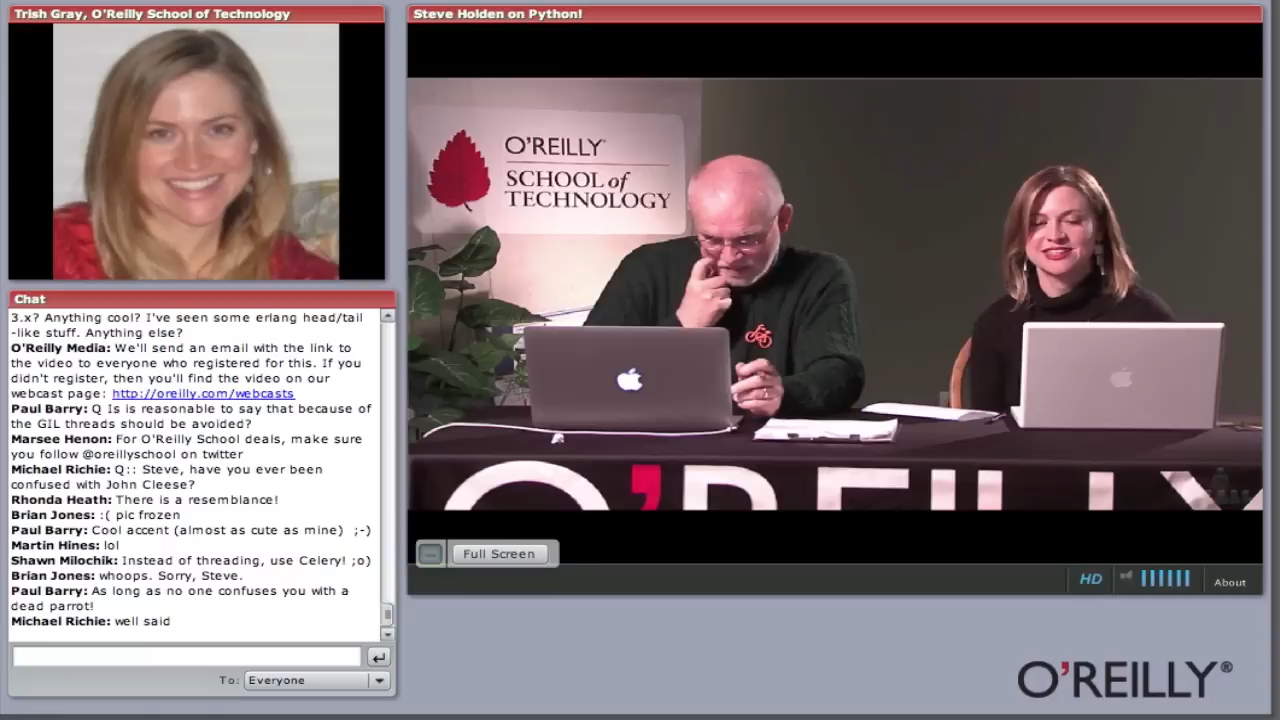 Trish Gray, O'Reilly School of Technology
Steve Holden on Python!
O'REILLY
SCHOOL of
TECHNOLOGY
O'REILLY
Full Screen
HD
About
Chat
3.x? Anything cool? I've seen some erlang head/tail
-like stuff. Anything else?
O'Reilly Media: We'll send an email with the link to
the video to everyone who registered for this. If you
didn't register, then you'll find the video on our
webcast page: http://oreilly.com/webcasts
Paul Barry: Q Is is reasonable to say that because of
the GIL threads should be avoided?
Marsee Henon: For O'Reilly School deals, make sure
you follow @oreillyschool on twitter
Michael Richie: Q:: Steve, have you ever been
confused with John Cleese?
Rhonda Heath: There is a resemblance!
Brian Jones: :( pic frozen
Paul Barry: Cool accent (almost as cute as mine) ;-)
Martin Hines: lol
Shawn Milochik: Instead of threading, use Celery! ;o)
Brian Jones: whoops. Sorry, Steve.
Paul Barry: As long as no one confuses you with a
dead parrot!
Michael Richie: well said
To: Everyone
O'REILLY®